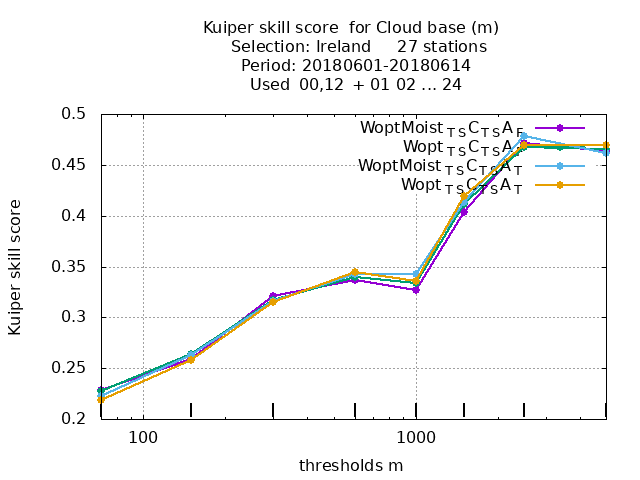 Kuiper skill score for Cloud base (m)
Selection: Ireland 27 stations
Period: 20180601-20180614
Used 00,12 + 01 02 ... 24
WoptMoist TS C TS A F
Wopt TS C TS A F
WoptMoist TS C TS A T
Wopt TS C TS A T
0.5
0.45
0.4
0.35
0.3
0.25
0.2
Kuiper skill score
100
1000
thresholds m